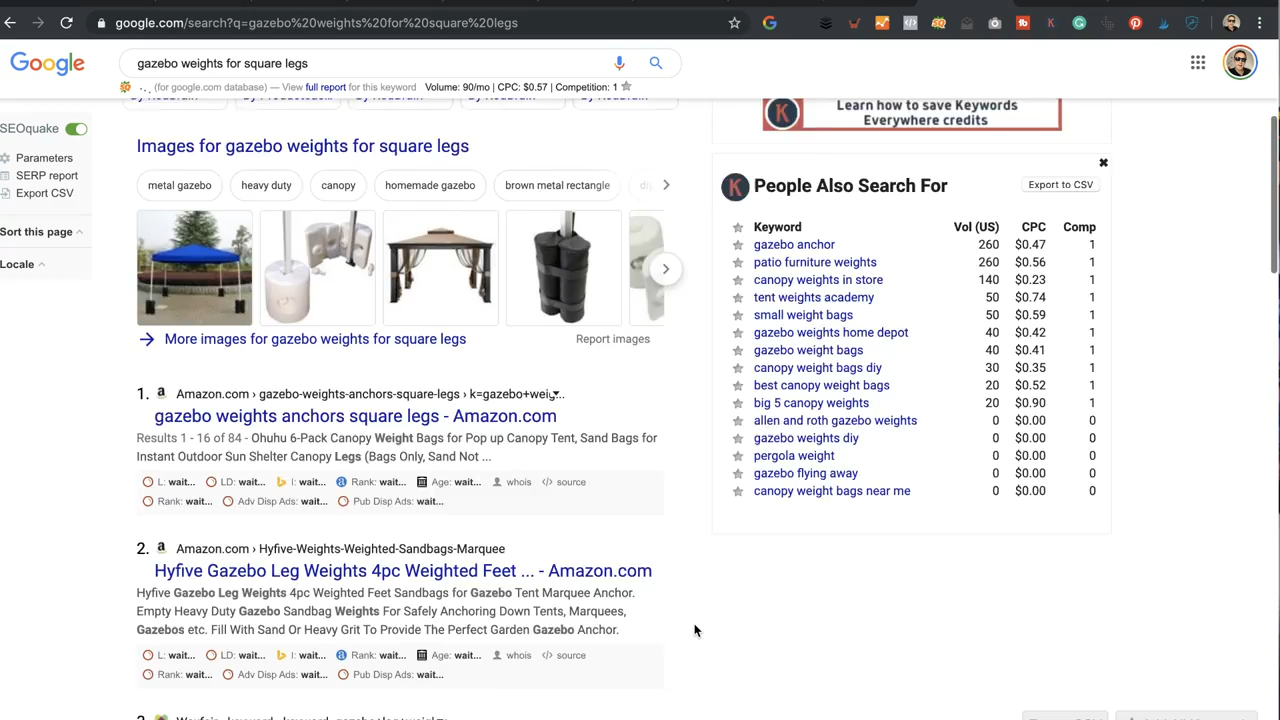 google.com/search?q=gazebo%20weights%20for%20square%20legs
Google
gazebo weights for square legs
(for google.com database) — View full report for this keyword Volume: 90/mo | CPC: $0.57 | Competition: 1
SEOquake
Parameters
SERP report
Export CSV
Sort this page
Locale
Images for gazebo weights for square legs
metal gazebo
heavy duty
canopy
homemade gazebo
brown metal rectangle
More images for gazebo weights for square legs
Report images
1. Amazon.com › gazebo-weights-anchors-square-legs › k=gazebo+weig...
gazebo weights anchors square legs - Amazon.com
Results 1 - 16 of 84 - Ohuhu 6-Pack Canopy Weight Bags for Pop up Canopy Tent, Sand Bags for
Instant Outdoor Sun Shelter Canopy Legs (Bags Only, Sand Not ...
L: wait... LD: wait... I: wait... Rank: wait... Age: wait... whois </> source
Rank: wait... Adv Disp Ads: wait... Pub Disp Ads: wait...
2. Amazon.com › Hyfive-Weights-Weighted-Sandbags-Marquee
Hyfive Gazebo Leg Weights 4pc Weighted Feet ... - Amazon.com
Hyfive Gazebo Leg Weights 4pc Weighted Feet Sandbags for Gazebo Tent Marquee Anchor.
Empty Heavy Duty Gazebo Sandbag Weights For Safely Anchoring Down Tents, Marquees,
Gazebos etc. Fill With Sand Or Heavy Grit To Provide The Perfect Garden Gazebo Anchor.
L: wait... LD: wait... I: wait... Rank: wait... Age: wait... whois </> source
Rank: wait... Adv Disp Ads: wait... Pub Disp Ads: wait...
Learn how to save Keywords
Everywhere credits
K People Also Search For
Export to CSV
Keyword Vol (US) CPC Comp
gazebo anchor 260 $0.47 1
patio furniture weights 260 $0.56 1
canopy weights in store 140 $0.23 1
tent weights academy 50 $0.74 1
small weight bags 50 $0.59 1
gazebo weights home depot 40 $0.42 1
gazebo weight bags 40 $0.41 1
canopy weight bags diy 30 $0.35 1
best canopy weight bags 20 $0.52 1
big 5 canopy weights 20 $0.90 1
allen and roth gazebo weights 0 $0.00 0
gazebo weights diy 0 $0.00 0
pergola weight 0 $0.00 0
gazebo flying away 0 $0.00 0
canopy weight bags near me 0 $0.00 0